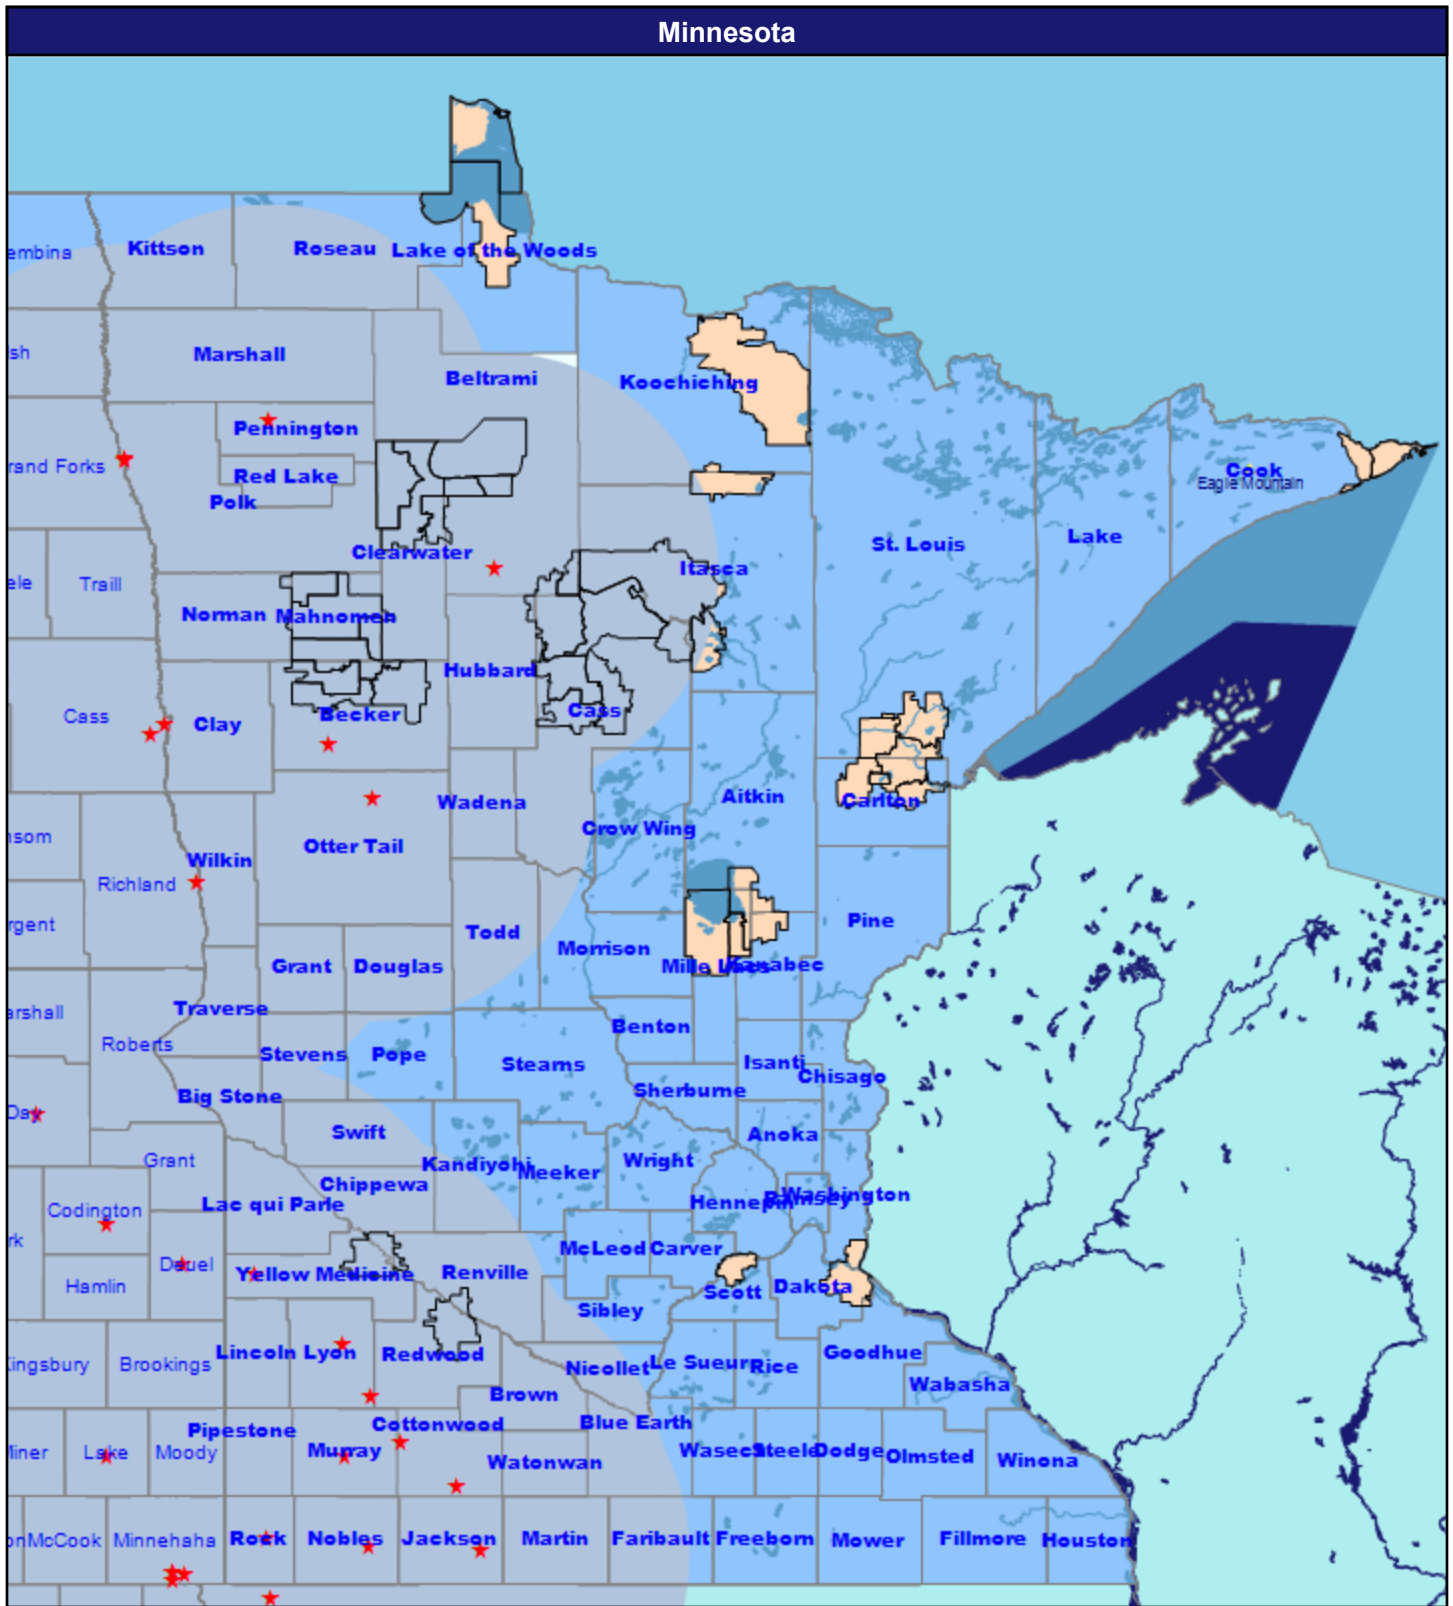 Minnesota
embina
Kittson
Roseau
Lake of the Woods
sh
Marshall
Beltrami
Koochiching
Pennington
rand Forks
Red Lake
Polk
Cook
Eagle Mountain
Clearwater
St. Louis
Lake
Itasca
ele
Traill
Norman
Mahnomen
Hubbard
Cass
Becker
Cass
Clay
Aitkin
Carlton
Wadena
Crow Wing
nsom
Otter Tail
Wilkin
Richland
rgent
Todd
Pine
Morrison
Grant
Douglas
Mille Lacs
Kanabec
arshall
Traverse
Benton
Roberts
Stevens
Pope
Stearns
Isanti
Chisago
Sherburne
Big Stone
Day
Swift
Anoka
Grant
Kandiyohi
Meeker
Wright
Chippewa
Lac qui Parle
Hennepin
Ramsey
Washington
Codington
rk
McLeod
Carver
Deuel
Yellow Medicine
Renville
Hamlin
Scott
Dakota
Sibley
Kingsbury
Brookings
Lincoln
Lyon
Redwood
Nicollet
Le Sueur
Rice
Goodhue
Brown
Wabasha
Pipestone
Cottonwood
Blue Earth
Miner
Lake
Moody
Murray
Watonwan
Waseca
Steele
Dodge
Olmsted
Winona
on
McCook
Minnehaha
Rock
Nobles
Jackson
Martin
Faribault
Freeborn
Mower
Fillmore
Houston